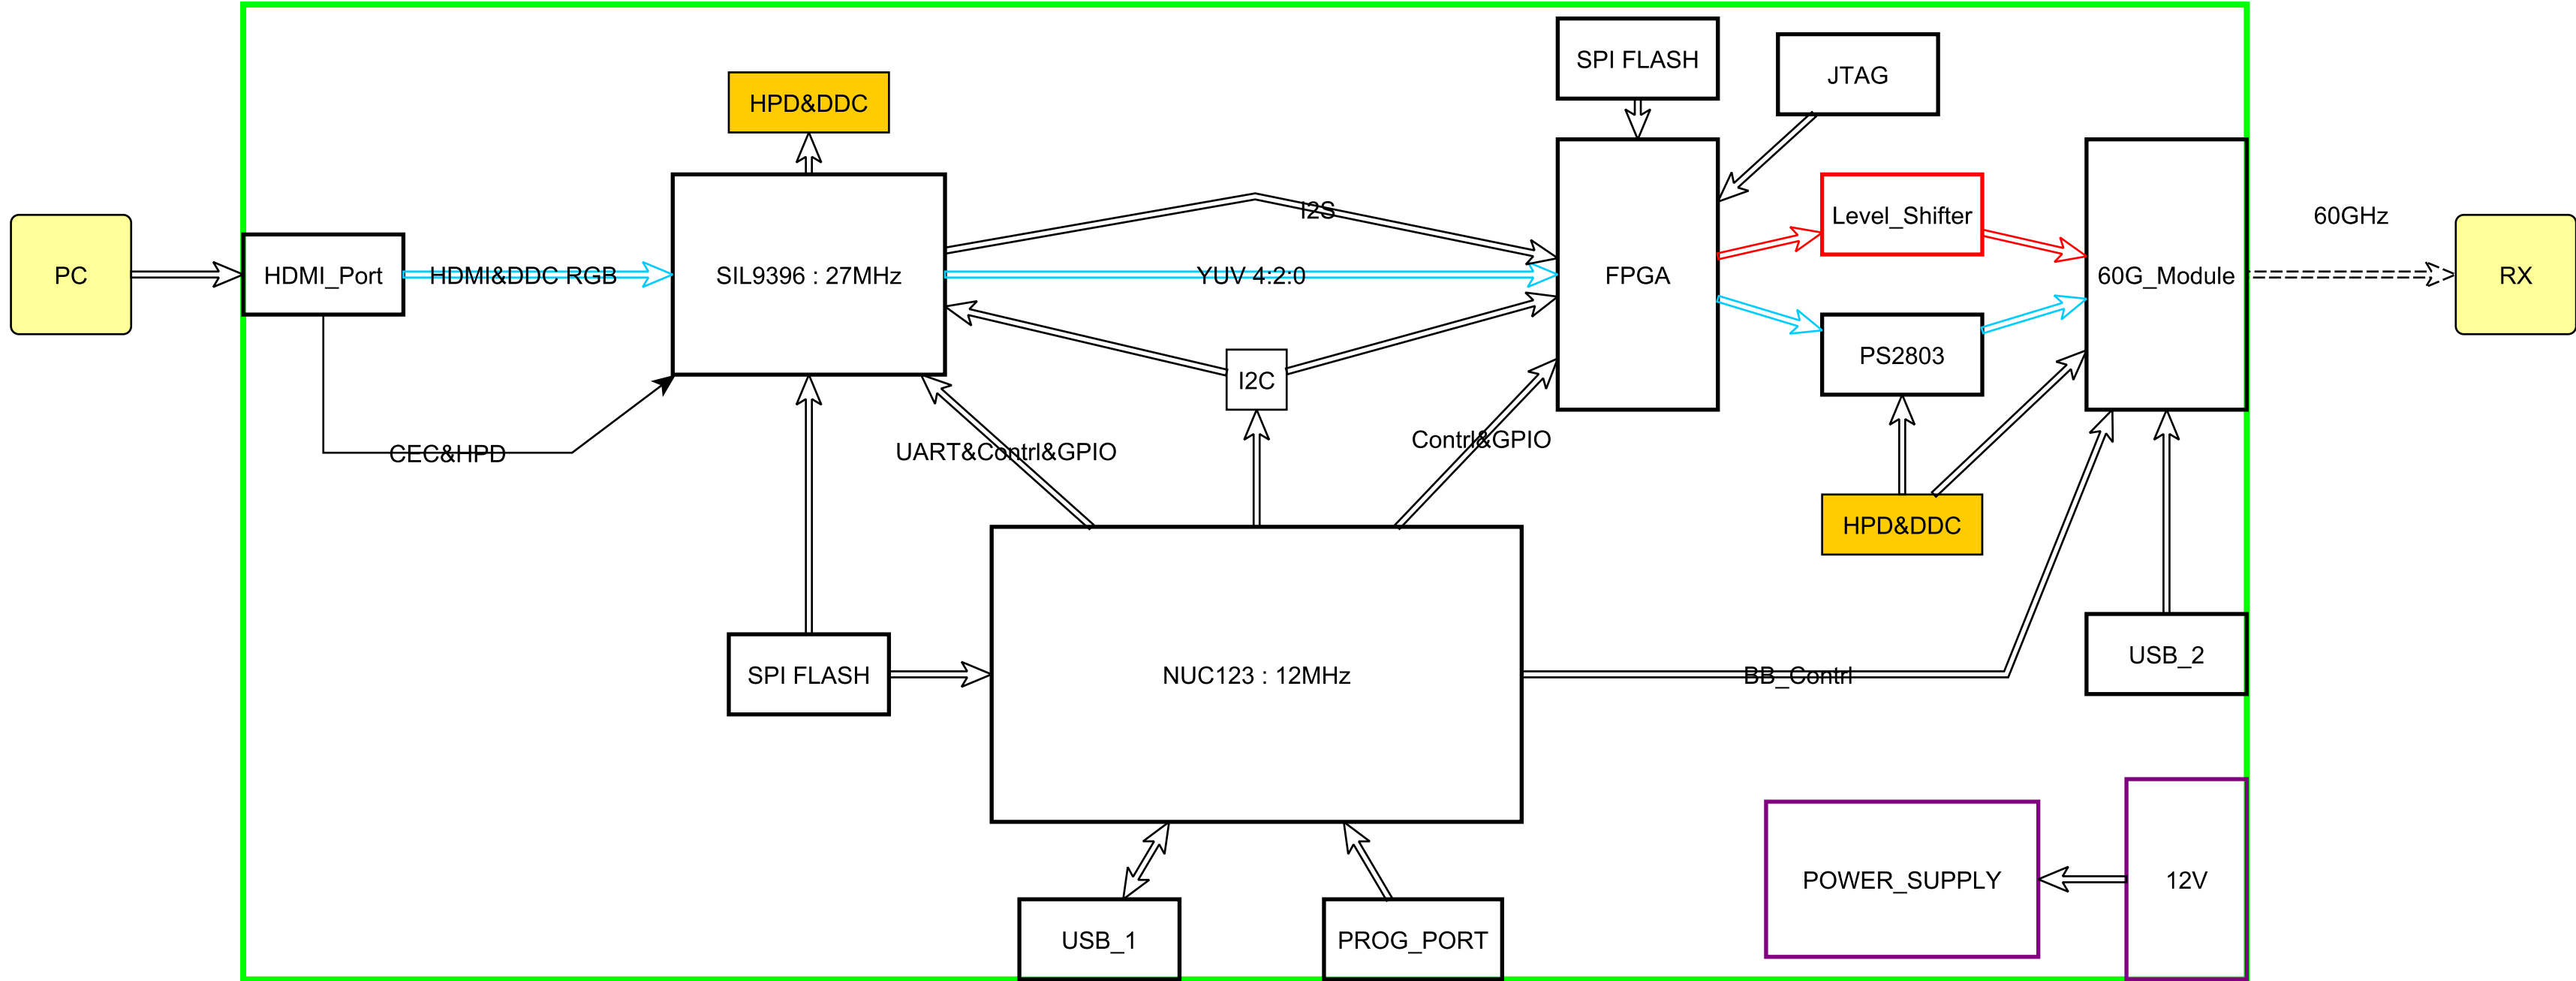 SPI FLASH
JTAG
HPD&DDC
I2S
Level_Shifter
60GHz
PC
HDMI_Port
HDMI&DDC RGB
SIL9396 : 27MHz
YUV 4:2:0
FPGA
60G_Module
RX
PS2803
I2C
CEC&HPD
UART&Contrl&GPIO
Contrl&GPIO
HPD&DDC
SPI FLASH
NUC123 : 12MHz
BB_Contrl
USB_2
POWER_SUPPLY
12V
USB_1
PROG_PORT